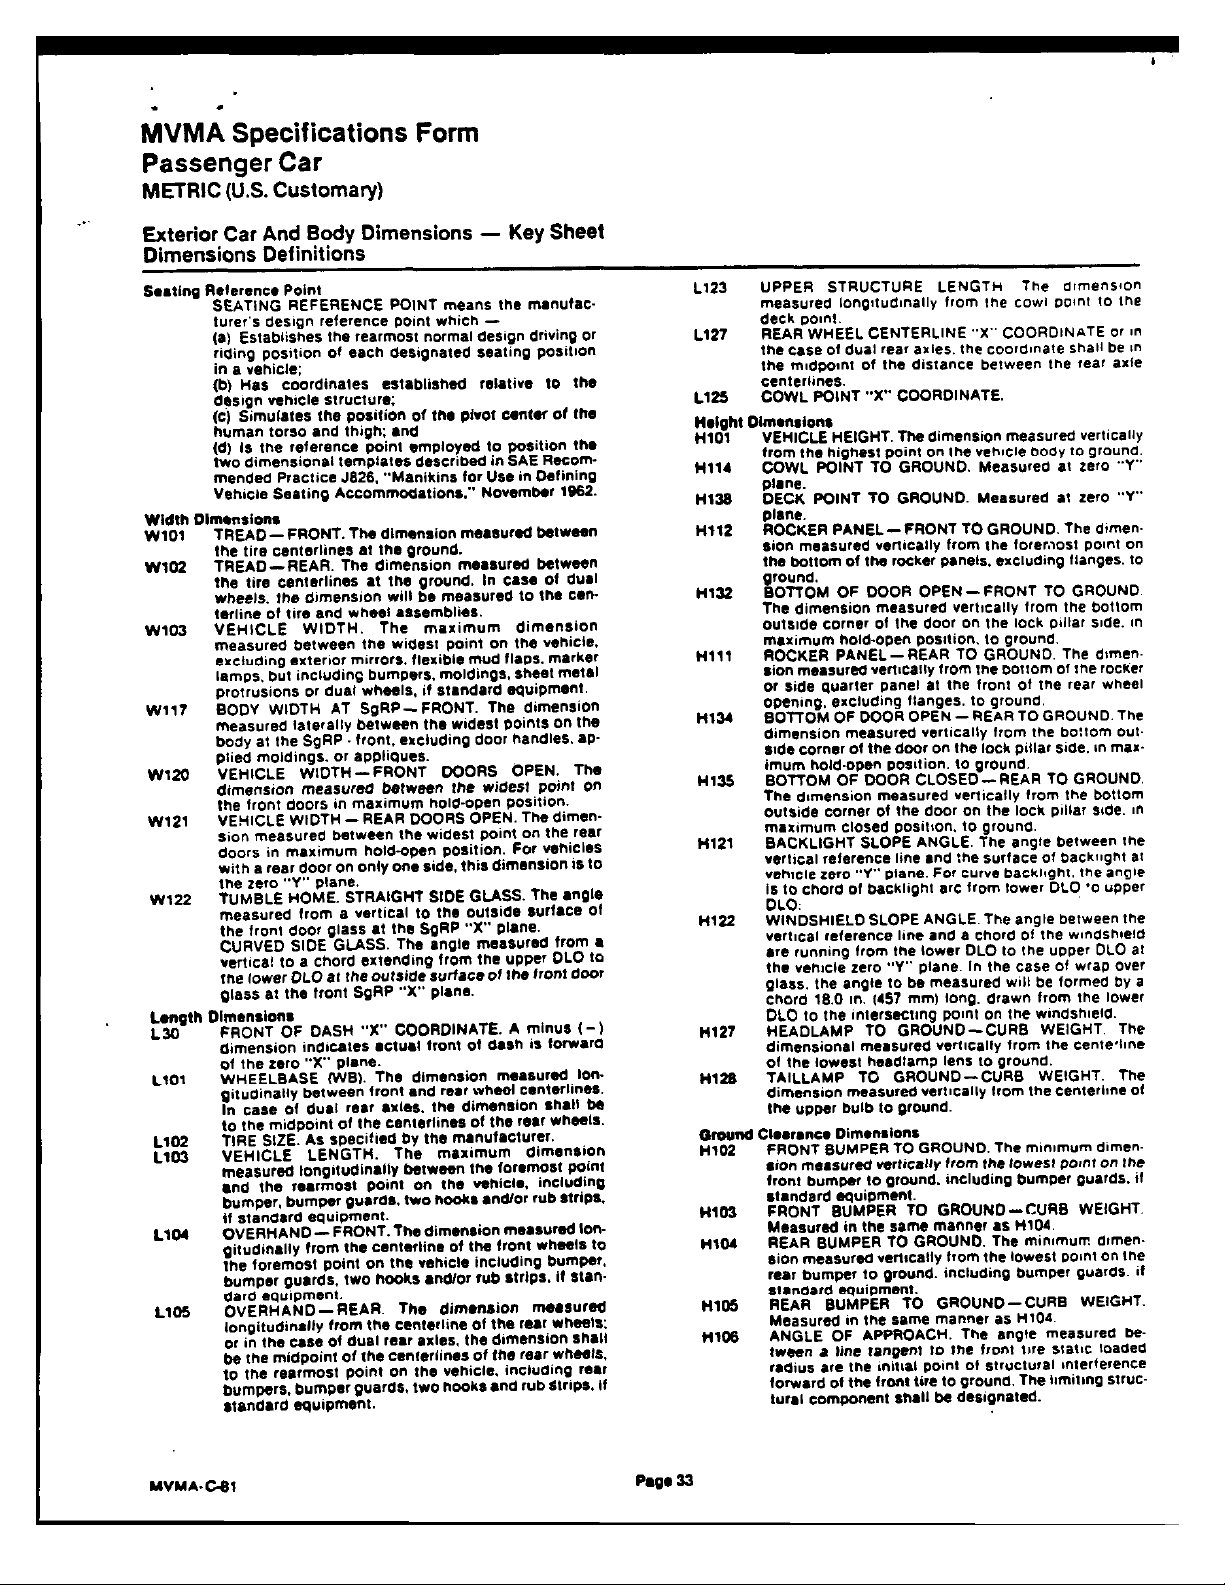 MVMA Specifications Form
Passenger Car
METRIC (U.S. Customary)
Exterior Car And Body Dimensions — Key Sheet
Dimensions Definitions
Seating Reference Point
SEATING REFERENCE POINT means the manufac-
turer's design reference point which —
(a) Establishes the rearmost normal design driving or
riding position of each designated seating position
in a vehicle;
(b) Has coordinates established relative to the
design vehicle structure;
(c) Simulates the position of the pivot center of the
human torso and thigh; and
(d) Is the reference point employed to position the
two dimensional templates described in SAE Recom-
mended Practice J826, "Manikins for Use in Defining
Vehicle Seating Accommodations," November 1962.
Width Dimensions
W101 TREAD — FRONT. The dimension measured between
the tire centerlines at the ground.
W102 TREAD — REAR. The dimension measured between
the tire centerlines at the ground. In case of dual
wheels, the dimension will be measured to the cen-
terline of tire and wheel assemblies.
W103 VEHICLE WIDTH. The maximum dimension
measured between the widest point on the vehicle,
excluding exterior mirrors, flexible mud flaps, marker
lamps, but including bumpers, moldings, sheet metal
protrusions or dual wheels, if standard equipment.
W117 BODY WIDTH AT SgRP — FRONT. The dimension
measured laterally between the widest points on the
body at the SgRP - front, excluding door handles, ap-
plied moldings, or appliques.
W120 VEHICLE WIDTH — FRONT DOORS OPEN. The
dimension measured between the widest point on
the front doors in maximum hold-open position.
W121 VEHICLE WIDTH — REAR DOORS OPEN. The dimen-
sion measured between the widest point on the rear
doors in maximum hold-open position. For vehicles
with a rear door on only one side, this dimension is to
the zero "Y" plane.
W122 TUMBLE HOME. STRAIGHT SIDE GLASS. The angle
measured from a vertical to the outside surface of
the front door glass at the SgRP "X" plane.
CURVED SIDE GLASS. The angle measured from a
vertical to a chord extending from the upper DLO to
the lower DLO at the outside surface of the front door
glass at the front SgRP "X" plane.
Length Dimensions
L30 FRONT OF DASH "X" COORDINATE. A minus (-)
dimension indicates actual front of dash is forward
of the zero "X" plane.
L101 WHEELBASE (WB). The dimension measured lon-
gitudinally between front and rear wheel centerlines.
In case of dual rear axles, the dimension shall be
to the midpoint of the centerlines of the rear wheels.
L102 TIRE SIZE. As specified by the manufacturer.
L103 VEHICLE LENGTH. The maximum dimension
measured longitudinally between the foremost point
and the rearmost point on the vehicle, including
bumper, bumper guards, two hooks and/or rub strips,
if standard equipment.
L104 OVERHAND — FRONT. The dimension measured lon-
gitudinally from the centerline of the front wheels to
the foremost point on the vehicle including bumper,
bumper guards, two hooks and/or rub strips, if stan-
dard equipment.
L105 OVERHAND — REAR. The dimension measured
longitudinally from the centerline of the rear wheels;
or in the case of dual rear axles, the dimension shall
be the midpoint of the centerlines of the rear wheels,
to the rearmost point on the vehicle, including rear
bumpers, bumper guards, two hooks and rub strips, if
standard equipment.
L123 UPPER STRUCTURE LENGTH The dimension
measured longitudinally from the cowl point to the
deck point.
L127 REAR WHEEL CENTERLINE "X" COORDINATE or in
the case of dual rear axles, the coordinate shall be in
the midpoint of the distance between the rear axle
centerlines.
L125 COWL POINT "X" COORDINATE.
Height Dimensions
H101 VEHICLE HEIGHT. The dimension measured vertically
from the highest point on the vehicle body to ground.
H114 COWL POINT TO GROUND. Measured at zero "Y"
plane.
H138 DECK POINT TO GROUND. Measured at zero "Y"
plane.
H112 ROCKER PANEL — FRONT TO GROUND. The dimen-
sion measured vertically from the foremost point on
the bottom of the rocker panels, excluding flanges, to
ground.
H132 BOTTOM OF DOOR OPEN — FRONT TO GROUND.
The dimension measured vertically from the bottom
outside corner of the door on the lock pillar side, in
maximum hold-open position, to ground.
H111 ROCKER PANEL — REAR TO GROUND. The dimen-
sion measured vertically from the bottom of the rocker
or side quarter panel at the front of the rear wheel
opening, excluding flanges, to ground.
H134 BOTTOM OF DOOR OPEN — REAR TO GROUND. The
dimension measured vertically from the bottom out-
side corner of the door on the lock pillar side, in max-
imum hold-open position, to ground.
H135 BOTTOM OF DOOR CLOSED — REAR TO GROUND.
The dimension measured vertically from the bottom
outside corner of the door on the lock pillar side, in
maximum closed position, to ground.
H121 BACKLIGHT SLOPE ANGLE. The angle between the
vertical reference line and the surface of backlight at
vehicle zero "Y" plane. For curve backlight, the angle
is to chord of backlight arc from lower DLO to upper
DLO.
H122 WINDSHIELD SLOPE ANGLE. The angle between the
vertical reference line and a chord of the windshield
are running from the lower DLO to the upper DLO at
the vehicle zero "Y" plane. In the case of wrap over
glass, the angle to be measured will be formed by a
chord 18.0 in. (457 mm) long, drawn from the lower
DLO to the intersecting point on the windshield.
H127 HEADLAMP TO GROUND — CURB WEIGHT. The
dimensional measured vertically from the centerline
of the lowest headlamp lens to ground.
H128 TAILLAMP TO GROUND — CURB WEIGHT. The
dimension measured vertically from the centerline of
the upper bulb to ground.
Ground Clearance Dimensions
H102 FRONT BUMPER TO GROUND. The minimum dimen-
sion measured vertically from the lowest point on the
front bumper to ground, including bumper guards, if
standard equipment.
H103 FRONT BUMPER TO GROUND — CURB WEIGHT.
Measured in the same manner as H104.
H104 REAR BUMPER TO GROUND. The minimum dimen-
sion measured vertically from the lowest point on the
rear bumper to ground, including bumper guards, if
standard equipment.
H105 REAR BUMPER TO GROUND — CURB WEIGHT.
Measured in the same manner as H104.
H106 ANGLE OF APPROACH. The angle measured be-
tween a line tangent to the front tire static loaded
radius are the initial point of structural interference
forward of the front tire to ground. The limiting struc-
tural component shall be designated.
MVMA-C-81
Page 33